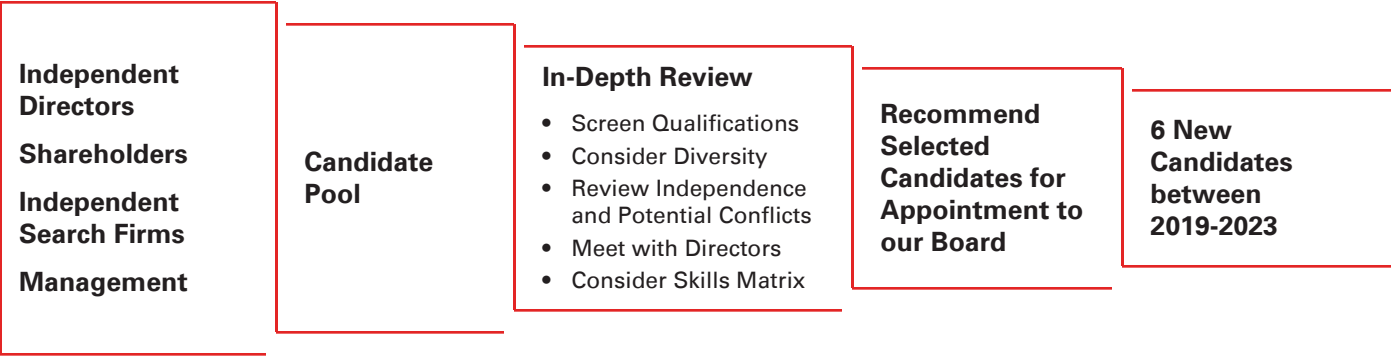 Independent
Directors
Shareholders
Independent
Search Firms
Management
Candidate
Pool
In-Depth Review
• Screen Qualifications
• Consider Diversity
• Review Independence
and Potential Conflicts
• Meet with Directors
• Consider Skills Matrix
Recommend
Selected
Candidates for
Appointment to
our Board
6 New
Candidates
between
2019-2023